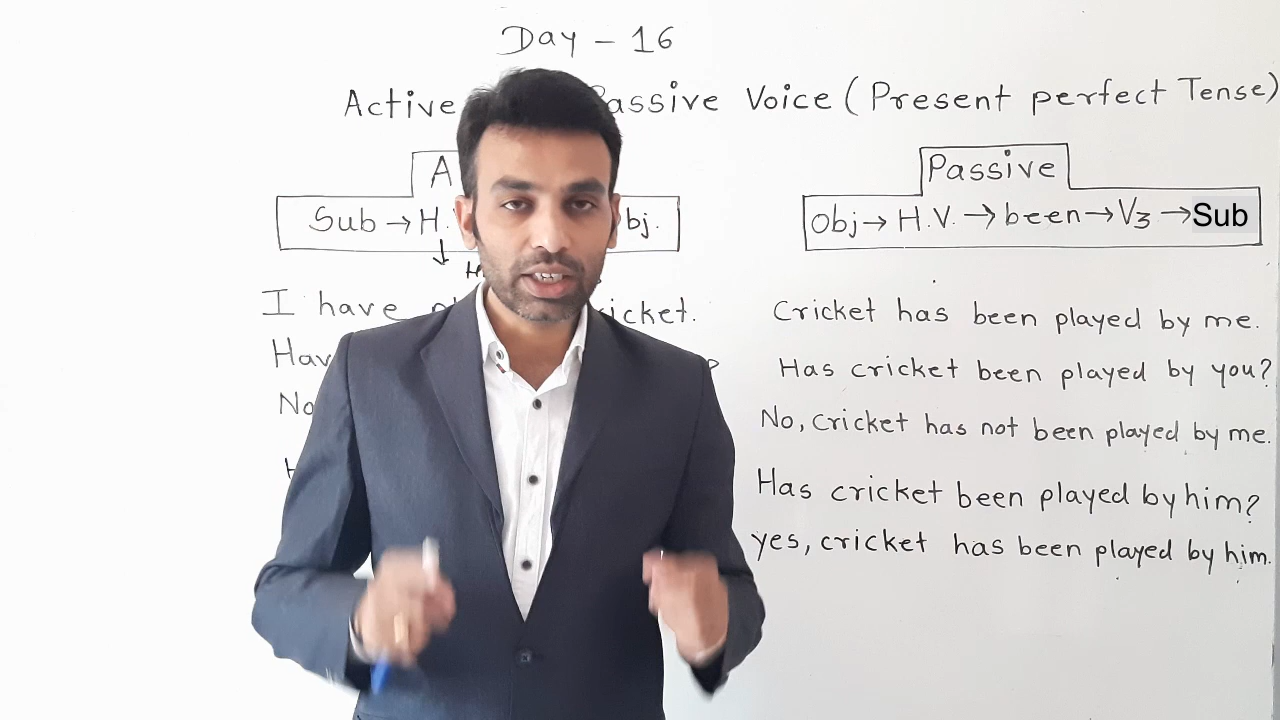 Day - 16
Active Passive Voice (Present perfect Tense)
A
Sub → H. bj.
I have icket.
Hav ?
No
Passive
Obj → H.V. → been → V3 → Sub
Cricket has been played by me.
Has cricket been played by you?
No, cricket has not been played by me.
Has cricket been played by him?
yes, cricket has been played by him.